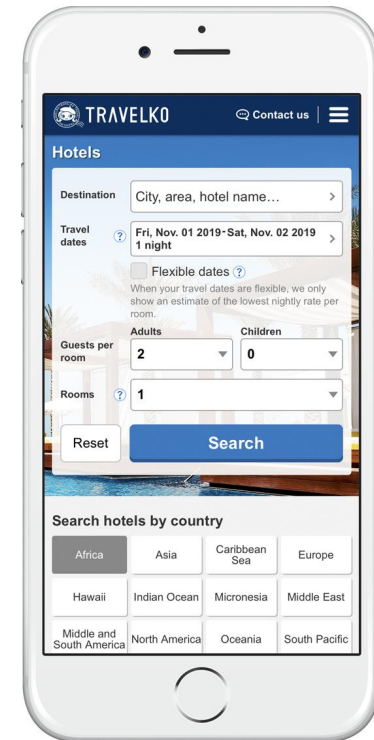 TRAVELKO
Contact us
Hotels
Destination
City, area, hotel name...
Travel dates
?
Fri, Nov. 01 2019-Sat, Nov. 02 2019
1 night
Flexible dates ?
When your travel dates are flexible, we only
show an estimate of the lowest nightly rate per
room.
Guests per
room
Adults
Children
2
0
Rooms
?
1
Reset
Search
Search hotels by country
Africa
Asia
Caribbean
Sea
Europe
Hawaii
Indian Ocean
Micronesia
Middle East
Middle and
South America
North America
Oceania
South Pacific